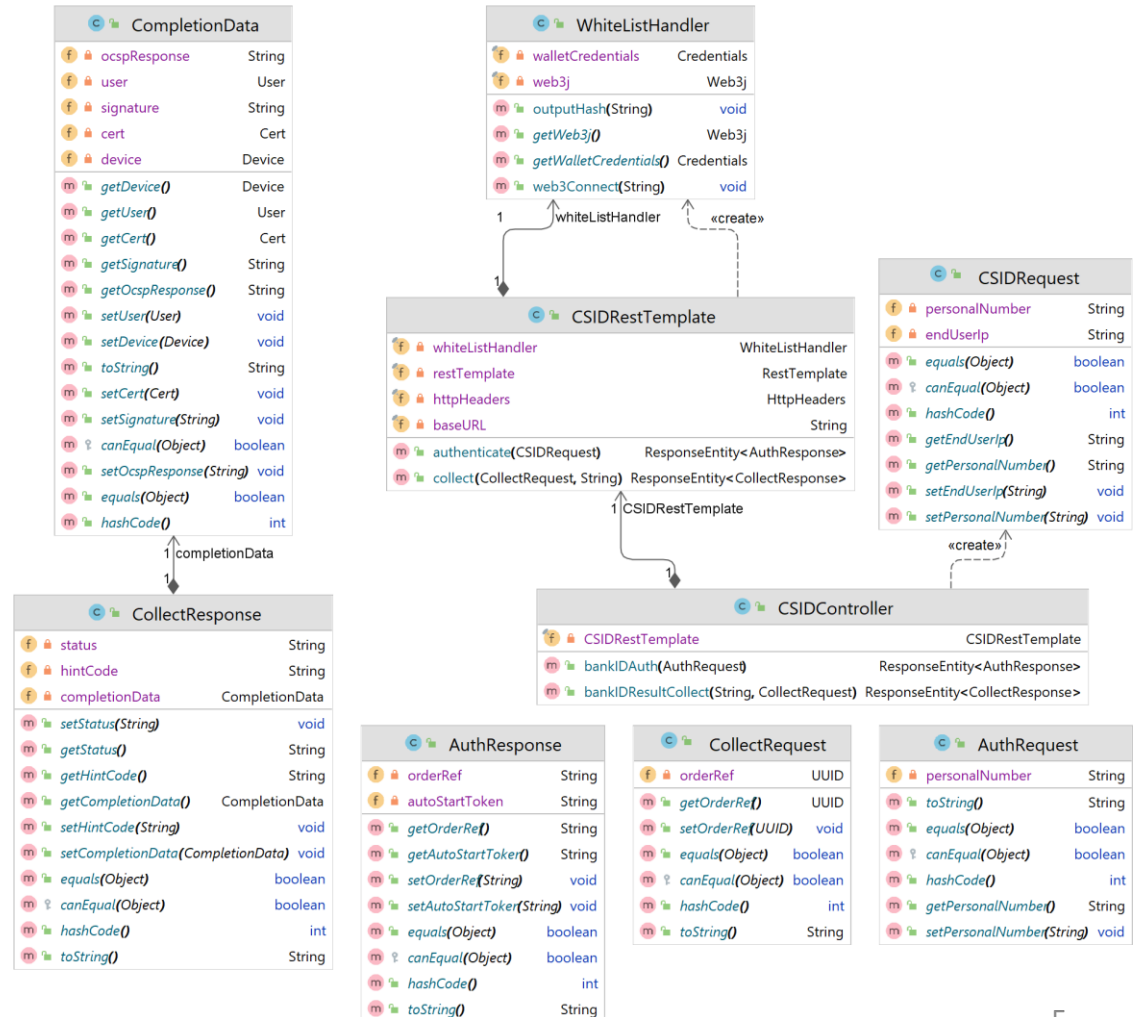 CompletionData
ocspResponse String
user User
signature String
cert Cert
device Device
getDevice() Device
getUser() User
getCert() Cert
getSignature() String
getOcspResponse() String
setUser(User) void
setDevice(Device) void
toString() String
setCert(Cert) void
setSignature(String) void
canEqual(Object) boolean
setOcspResponse(String) void
equals(Object) boolean
hashCode() int
1 completionData
1
CollectResponse
status String
hintCode String
completionData CompletionData
setStatus(String) void
getStatus() String
getHintCode() String
getCompletionData() CompletionData
setHintCode(String) void
setCompletionData(CompletionData) void
equals(Object) boolean
canEqual(Object) boolean
hashCode() int
toString() String
WhiteListHandler
walletCredentials Credentials
web3j Web3j
outputHash(String) void
getWeb3j() Web3j
getWalletCredentials() Credentials
web3Connect(String) void
1 whiteListHandler «create»
1
CSIDRestTemplate
whiteListHandler WhiteListHandler
restTemplate RestTemplate
httpHeaders HttpHeaders
baseURL String
authenticate(CSIDRequest) ResponseEntity<AuthResponse>
collect(CollectRequest, String) ResponseEntity<CollectResponse>
1 CSIDRestTemplate
1
CSIDRequest
personalNumber String
endUserIp String
equals(Object) boolean
canEqual(Object) boolean
hashCode() int
getEndUserIp() String
getPersonalNumber() String
setEndUserIp(String) void
setPersonalNumber(String) void
«create»
CSIDController
CSIDRestTemplate CSIDRestTemplate
bankIDAuth(AuthRequest) ResponseEntity<AuthResponse>
bankIDResultCollect(String, CollectRequest) ResponseEntity<CollectResponse>
AuthResponse
orderRef String
autoStartToken String
getOrderRef() String
getAutoStartToken() String
setOrderRef(String) void
setAutoStartToken(String) void
equals(Object) boolean
canEqual(Object) boolean
hashCode() int
toString() String
CollectRequest
orderRef UUID
getOrderRef() UUID
setOrderRef(UUID) void
equals(Object) boolean
canEqual(Object) boolean
hashCode() int
toString() String
AuthRequest
personalNumber String
toString() String
equals(Object) boolean
canEqual(Object) boolean
hashCode() int
getPersonalNumber() String
setPersonalNumber(String) void